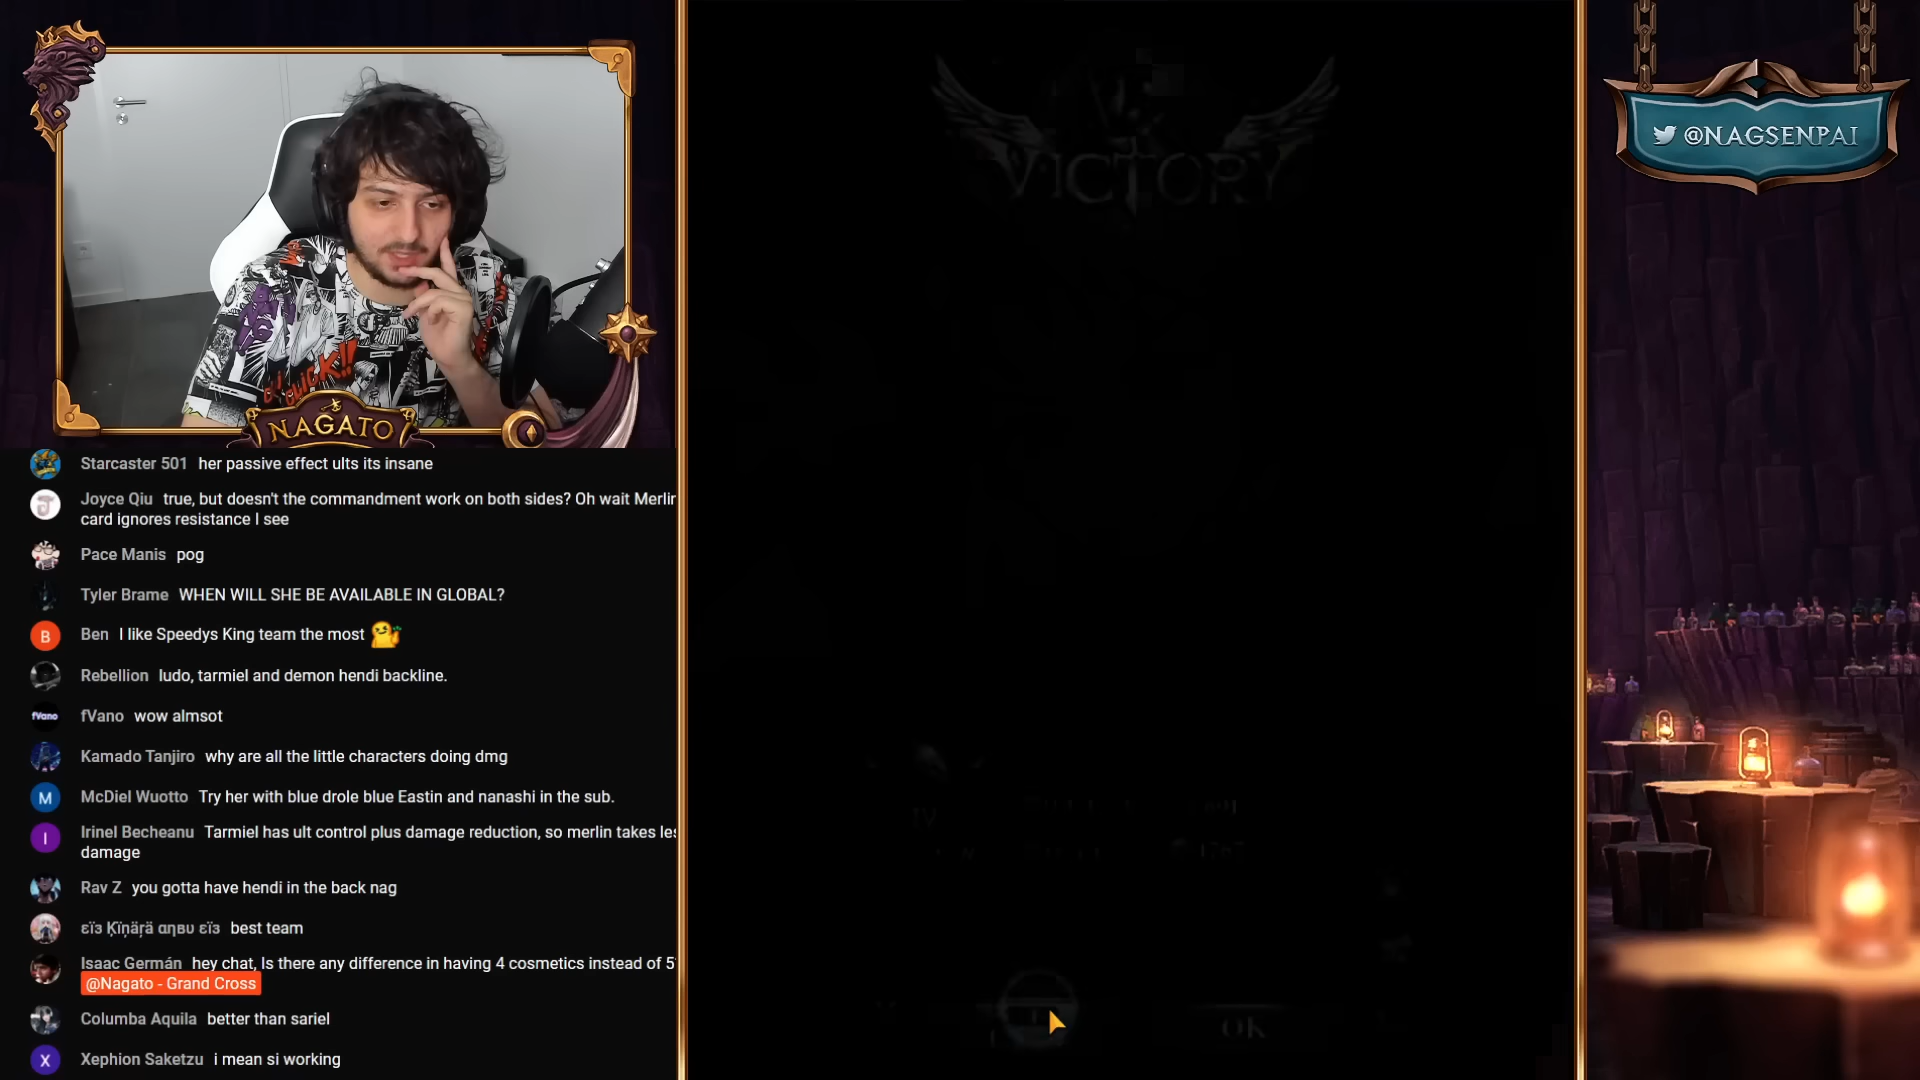 VICTORY
@NAGSENPAI
NAGATO
Starcaster 501 her passive effect ults its insane
Joyce Qiu true, but doesn't the commandment work on both sides? Oh wait Merlin
card ignores resistance I see
Pace Manis pog
Tyler Brame WHEN WILL SHE BE AVAILABLE IN GLOBAL?
B
Ben I like Speedys King team the most
Rebellion ludo, tarmiel and demon hendi backline.
fVano
fVano wow almsot
Kamado Tanjiro why are all the little characters doing dmg
M
McDiel Wuotto Try her with blue drole blue Eastin and nanashi in the sub.
I
Irinel Becheanu Tarmiel has ult control plus damage reduction, so merlin takes les
damage
Rav Z you gotta have hendi in the back nag
εϊз Ķïņäŗä αηвυ εϊз best team
Isaac Germán hey chat, Is there any difference in having 4 cosmetics instead of 5
@Nagato - Grand Cross
Columba Aquila better than sariel
X
Xephion Saketzu i mean si working
OK